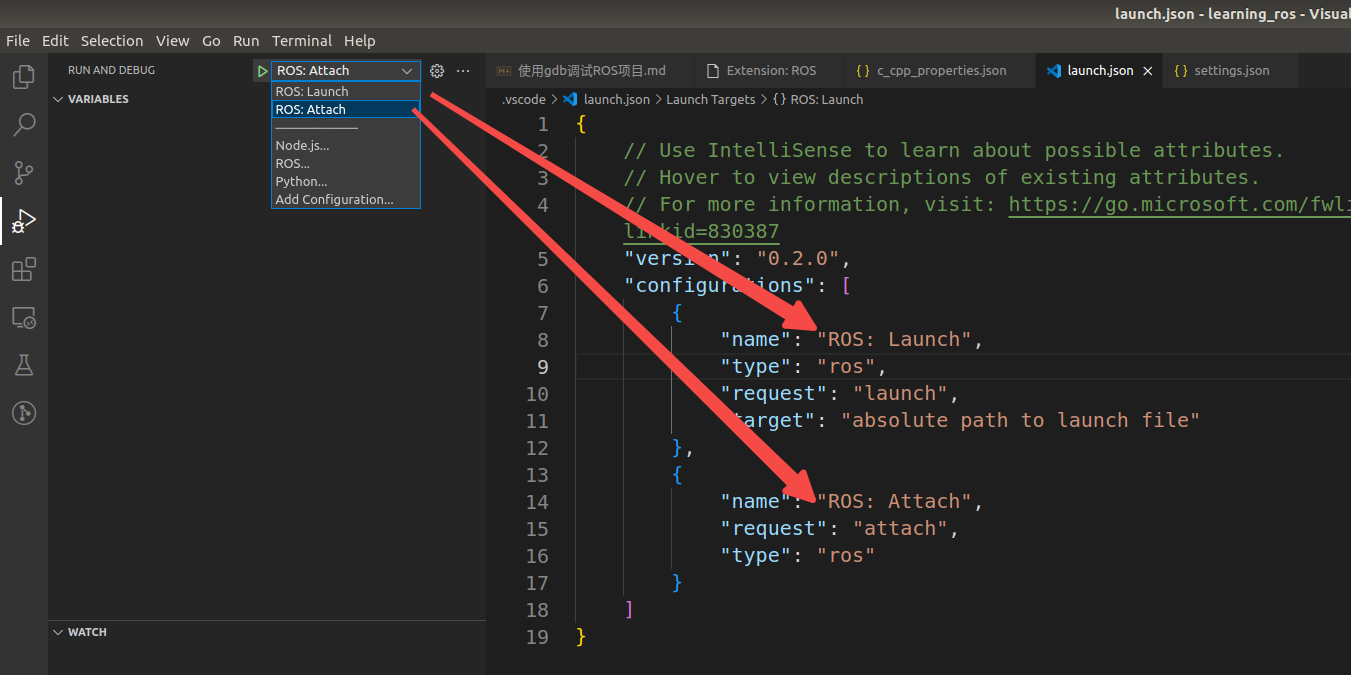 launch.json - learning_ros - Visual
File Edit Selection View Go Run Terminal Help
RUN AND DEBUG
ROS: Attach
ROS: Launch
ROS: Attach
Node.js...
ROS...
Python...
Add Configuration...
VARIABLES
WATCH
使用gdb调试ROS项目.md Extension: ROS {} c_cpp_properties.json launch.json {} settings.json
.vscode > launch.json > Launch Targets > {} ROS: Launch
1 {
2 // Use IntelliSense to learn about possible attributes.
3 // Hover to view descriptions of existing attributes.
4 // For more information, visit: https://go.microsoft.com/fwli
linkid=830387
5 "version": "0.2.0",
6 "configurations": [
7 {
8 "name": "ROS: Launch",
9 "type": "ros",
10 "request": "launch",
11 "target": "absolute path to launch file"
12 },
13 {
14 "name": "ROS: Attach",
15 "request": "attach",
16 "type": "ros"
17 }
18 ]
19 }